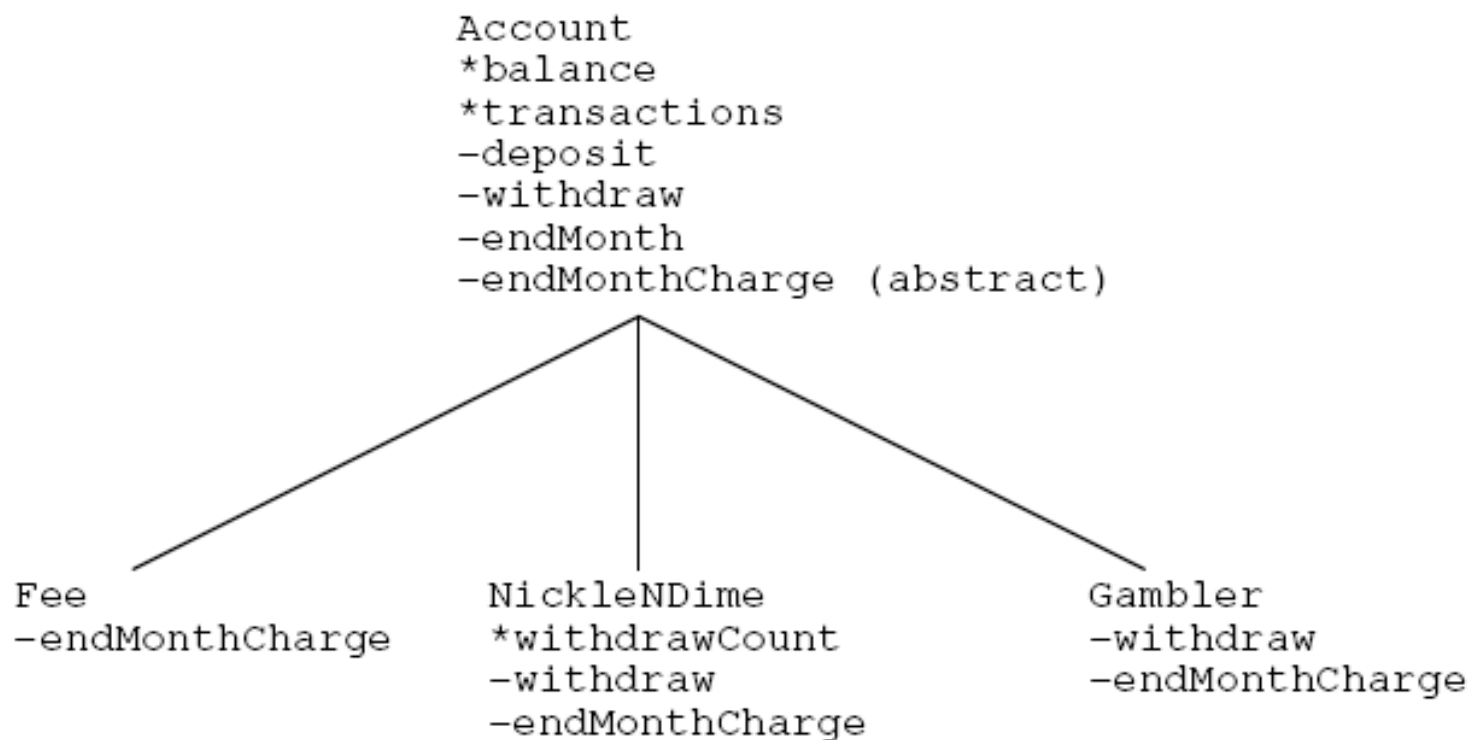 Account
*balance
*transactions
-deposit
-withdraw
-endMonth
-endMonthCharge (abstract)
Fee
-endMonthCharge
NickleNDime
*withdrawCount
-withdraw
-endMonthCharge
Gambler
-withdraw
-endMonthCharge